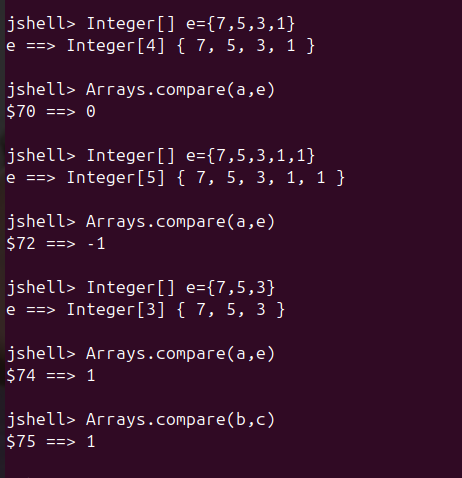 jshell> Integer[] e={7,5,3,1}
e ==> Integer[4] { 7, 5, 3, 1 }
jshell> Arrays.compare(a,e)
$70 ==> 0
jshell> Integer[] e={7,5,3,1,1}
e ==> Integer[5] { 7, 5, 3, 1, 1 }
jshell> Arrays.compare(a,e)
$72 ==> -1
jshell> Integer[] e={7,5,3}
e ==> Integer[3] { 7, 5, 3 }
jshell> Arrays.compare(a,e)
$74 ==> 1
jshell> Arrays.compare(b,c)
$75 ==> 1